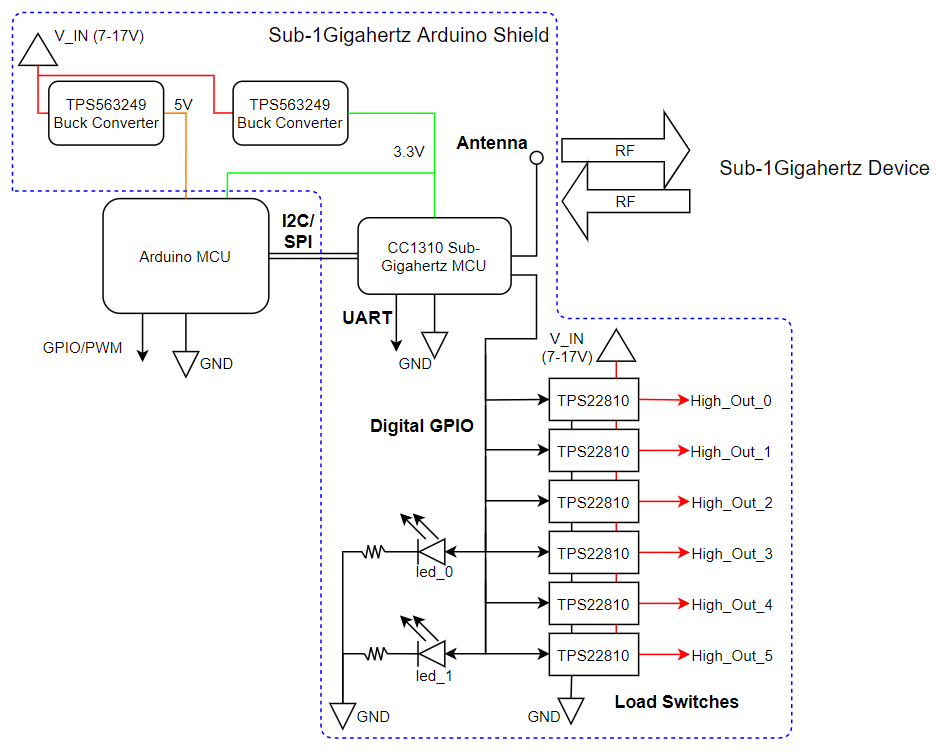 V_IN (7-17V)
Sub-1Gigahertz Arduino Shield
TPS563249
Buck Converter
5V
TPS563249
Buck Converter
3.3V
Antenna
RF
RF
Sub-1Gigahertz Device
Arduino MCU
I2C/
SPI
CC1310 Sub-
Gigahertz MCU
UART
GPIO/PWM
GND
GND
V_IN
(7-17V)
Digital GPIO
TPS22810
High_Out_0
TPS22810
High_Out_1
TPS22810
High_Out_2
TPS22810
High_Out_3
led_0
TPS22810
High_Out_4
TPS22810
High_Out_5
led_1
GND
GND
Load Switches